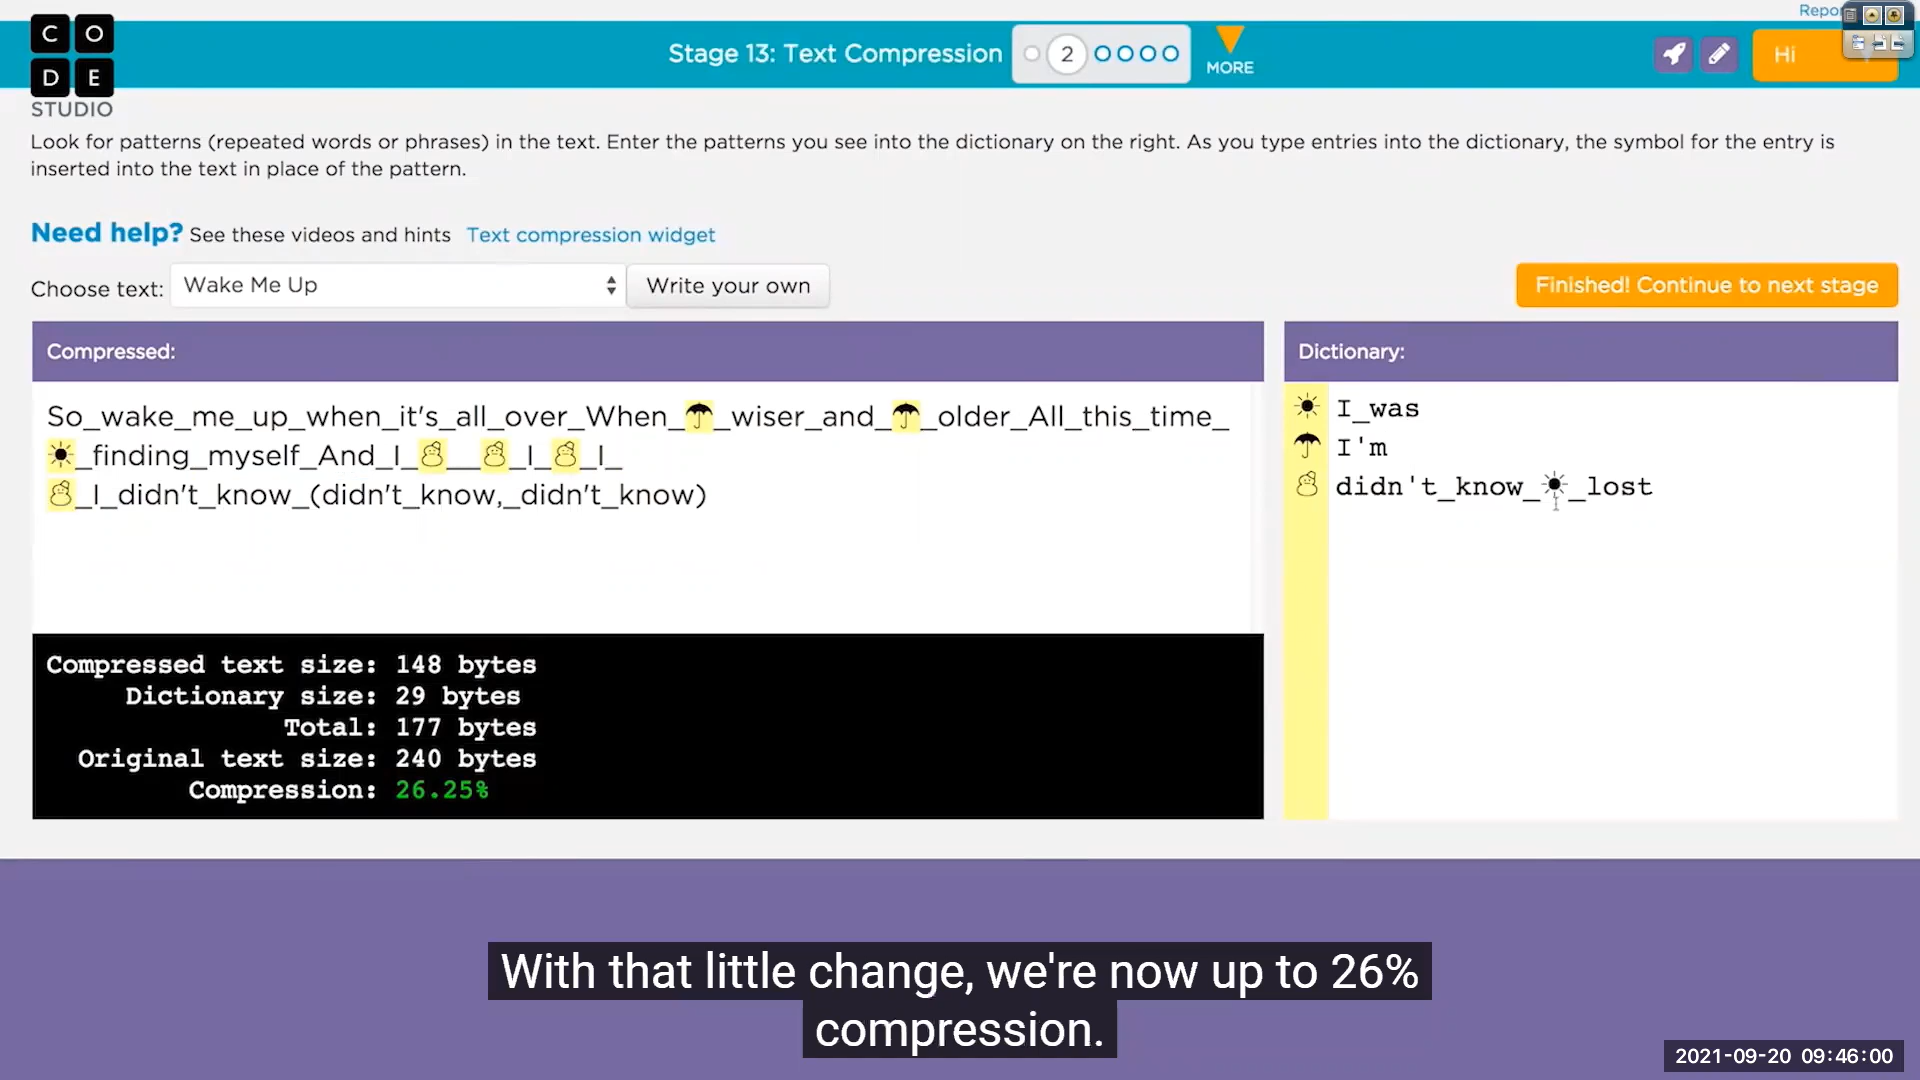 Repor
C O
D E
STUDIO
Stage 13: Text Compression
2
MORE
Hi
Look for patterns (repeated words or phrases) in the text. Enter the patterns you see into the dictionary on the right. As you type entries into the dictionary, the symbol for the entry is
inserted into the text in place of the pattern.
Need help? See these videos and hints Text compression widget
Choose text: Wake Me Up Write your own
Finished! Continue to next stage
Compressed:
So_wake_me_up_when_it's_all_over_When_☂_wiser_and_☂_older_All_this_time_
☀_finding_myself_And_I_☃__☃_I_☃_I_
☃_I_didn't_know_(didn't_know,_didn't_know)
Dictionary:
☀ I_was
☂ I'm
☃ didn't_know_☀_lost
Compressed text size: 148 bytes
Dictionary size: 29 bytes
Total: 177 bytes
Original text size: 240 bytes
Compression: 26.25%
With that little change, we're now up to 26%
compression.
2021-09-20 09:46:00